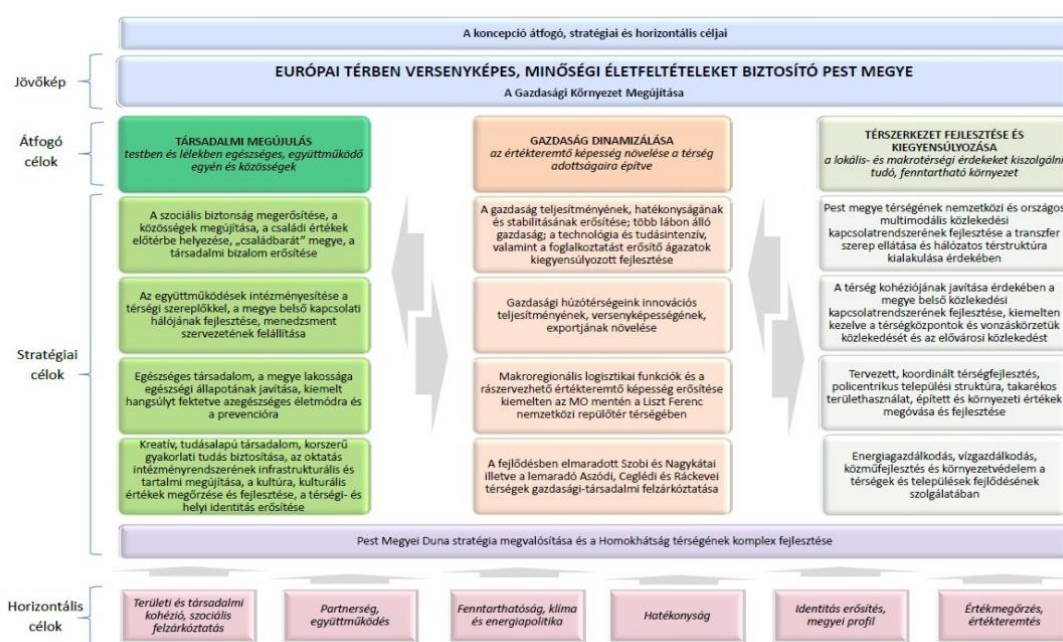 A koncepció átfogó, stratégiai és horizontális céljai
Jövőkép
EURÓPAI TÉRBEN VERSENYKÉPES, MINŐSÉGI ÉLETFELTÉTELEKET BIZTOSÍTÓ PEST MEGYE
A Gazdasági Környezet Megújítása
Átfogó
célok
TÁRSADALMI MEGÚJULÁS
testben és lélekben egészséges, együttműködő
egyén és közösségek
GAZDASÁG DINAMIZÁLÁSA
az értékteremtő képesség növelése a térség
adottságaira építve
TÉRSZERKEZET FEJLESZTÉSE ÉS
KIEGYENSÚLYOZÁSA
a lokális- és makrotérségi érdekeket kiszolgálni
tudó, fenntartható környezet
Stratégiai
célok
A szociális biztonság megerősítése, a
közösségek megújítása, a családi értékek
előtérbe helyezése, „családbarát” megye, a
társadalmi bizalom erősítése
Az együttműködések intézményesítése a
térségi szereplőkkel, a megye belső kapcsolati
hálójának fejlesztése, menedzsment
szervezetének felállítása
Egészséges társadalom, a megye lakossága
egészségi állapotának javítása, kiemelt
hangsúlyt fektetve azegészséges életmódra és
a prevencióra
Kreatív, tudásalapú társadalom, korszerű
gyakorlati tudás biztosítása, az oktatás
intézményrendszerének infrastrukturális és
tartalmi megújítása, a kultúra, kulturális
értékek megőrzése és fejlesztése, a térségi- és
helyi identitás erősítése
A gazdaság teljesítményének, hatékonyságának
és stabilitásának erősítése; több lábon álló
gazdaság; a technológia és tudásintenzív,
valamint a foglalkoztatást erősítő ágazatok
kiegyensúlyozott fejlesztése
Gazdasági húzótérségeink innovációs
teljesítményének, versenyképességének,
exportjának növelése
Makroregionális logisztikai funkciók és a
rászervezhető értékteremtő képesség erősítése
kiemelten az MO mentén a Liszt Ferenc
nemzetközi repülőtér térségében
A fejlődésben elmaradott Szobi és Nagykátai
illetve a lemaradó Aszódi, Ceglédi és Ráckevei
térségek gazdasági-társadalmi felzárkóztatása
Pest megye térségének nemzetközi és országos
multimodális közlekedési
kapcsolatrendszerének fejlesztése a transzfer
szerep ellátása és hálózatos térstruktúra
kialakulása érdekében
A térség kohéziójának javítása érdekében a
megye belső közlekedési
kapcsolatrendszerének fejlesztése, kiemelten
kezelve a térségközpontok és vonzáskörzetük
közlekedését és az elővárosi közlekedést
Tervezett, koordinált térségfejlesztés,
policentrikus települési struktúra, takarékos
területhasználat, épített és környezeti értékek
megóvása és fejlesztése
Energiagazdálkodás, vízgazdálkodás,
közműfejlesztés és környezetvédelem a
térségek és települések fejlődésének
szolgálatában
Pest Megyei Duna stratégia megvalósítása és a Homokhátság térségének komplex fejlesztése
Horizontális
célok
Területi és társadalmi
kohézió, szociális
felzárkóztatás
Partnerség,
együttműködés
Fenntarthatóság, klíma
és energiapolitika
Hatékonyság
Identitás erősítés,
megyei profil
Értékmegőrzés,
értékteremtés